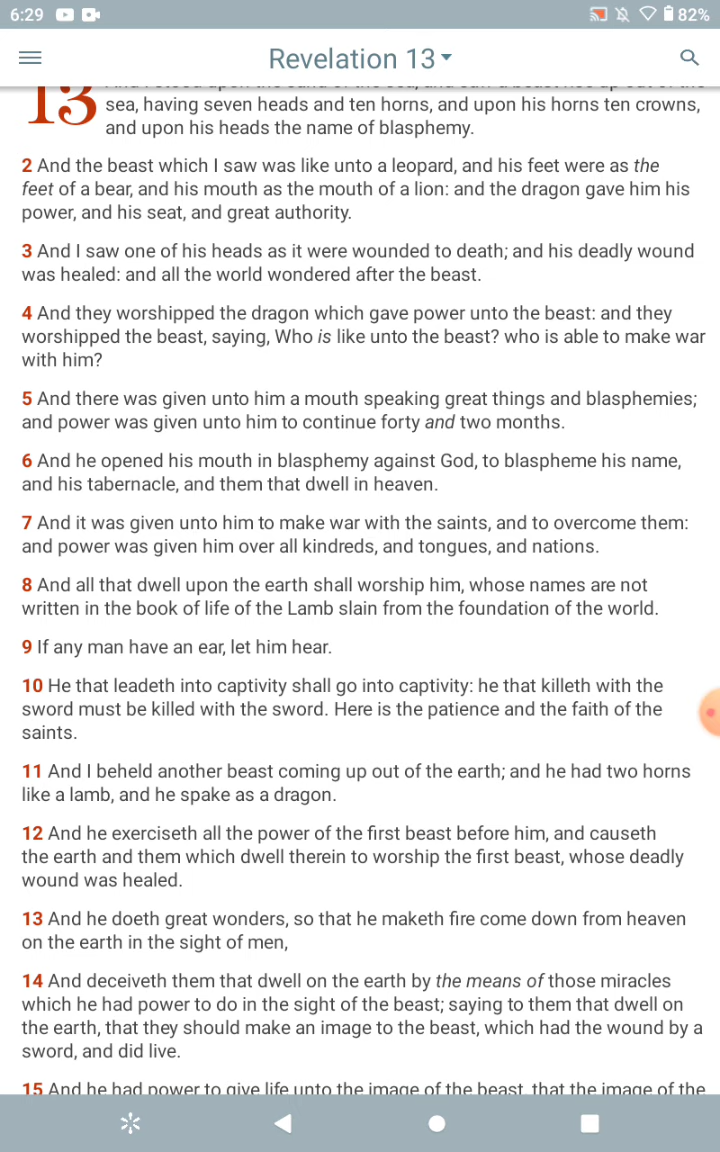 6:29
82%
Revelation 13
13
sea, having seven heads and ten horns, and upon his horns ten crowns,
and upon his heads the name of blasphemy.
2 And the beast which I saw was like unto a leopard, and his feet were as the
feet of a bear, and his mouth as the mouth of a lion: and the dragon gave him his
power, and his seat, and great authority.
3 And I saw one of his heads as it were wounded to death; and his deadly wound
was healed: and all the world wondered after the beast.
4 And they worshipped the dragon which gave power unto the beast: and they
worshipped the beast, saying, Who is like unto the beast? who is able to make war
with him?
5 And there was given unto him a mouth speaking great things and blasphemies;
and power was given unto him to continue forty and two months.
6 And he opened his mouth in blasphemy against God, to blaspheme his name,
and his tabernacle, and them that dwell in heaven.
7 And it was given unto him to make war with the saints, and to overcome them:
and power was given him over all kindreds, and tongues, and nations.
8 And all that dwell upon the earth shall worship him, whose names are not
written in the book of life of the Lamb slain from the foundation of the world.
9 If any man have an ear, let him hear.
10 He that leadeth into captivity shall go into captivity: he that killeth with the
sword must be killed with the sword. Here is the patience and the faith of the
saints.
11 And I beheld another beast coming up out of the earth; and he had two horns
like a lamb, and he spake as a dragon.
12 And he exerciseth all the power of the first beast before him, and causeth
the earth and them which dwell therein to worship the first beast, whose deadly
wound was healed.
13 And he doeth great wonders, so that he maketh fire come down from heaven
on the earth in the sight of men,
14 And deceiveth them that dwell on the earth by the means of those miracles
which he had power to do in the sight of the beast; saying to them that dwell on
the earth, that they should make an image to the beast, which had the wound by a
sword, and did live.
15 And he had power to give life unto the image of the beast, that the image of the